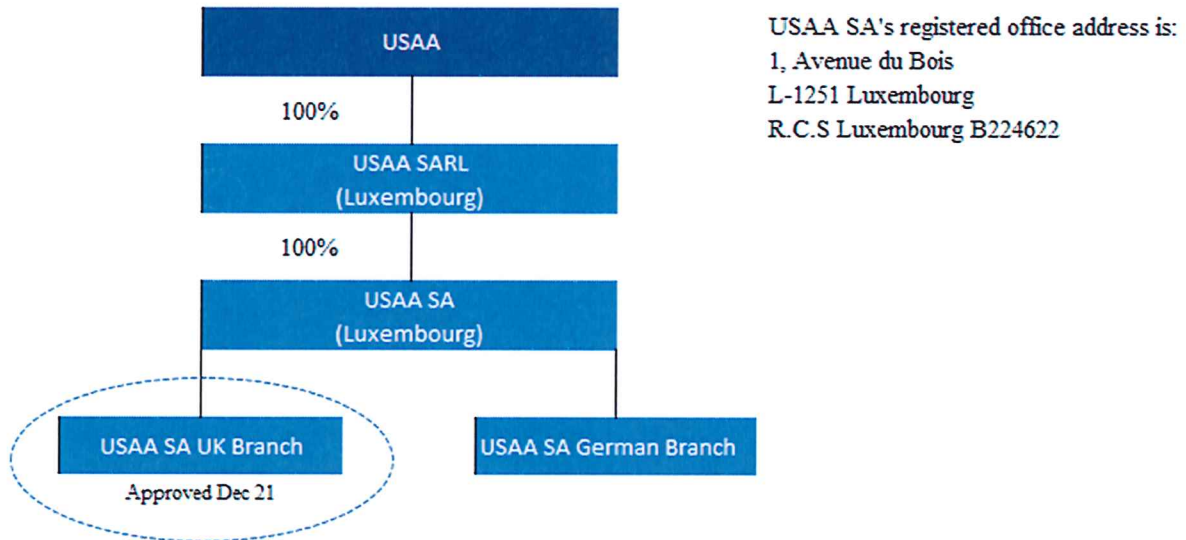 USAA
USAA SA's registered office address is:
1, Avenue du Bois
L-1251 Luxembourg
R.C.S Luxembourg B224622
100%
USAA SARL
(Luxembourg)
100%
USAA SA
(Luxembourg)
USAA SA UK Branch
Approved Dec 21
USAA SA German Branch